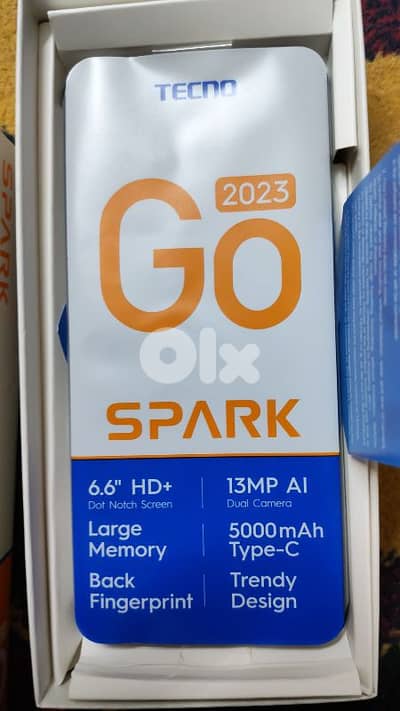 TECNO
Go 2023
OLX
SPARK
6.6" HD+
Dot Notch Screen
13MP AI
Dual Camera
Large
Memory
5000mAh
Type-C
Back
Fingerprint
Trendy
Design
SPARK